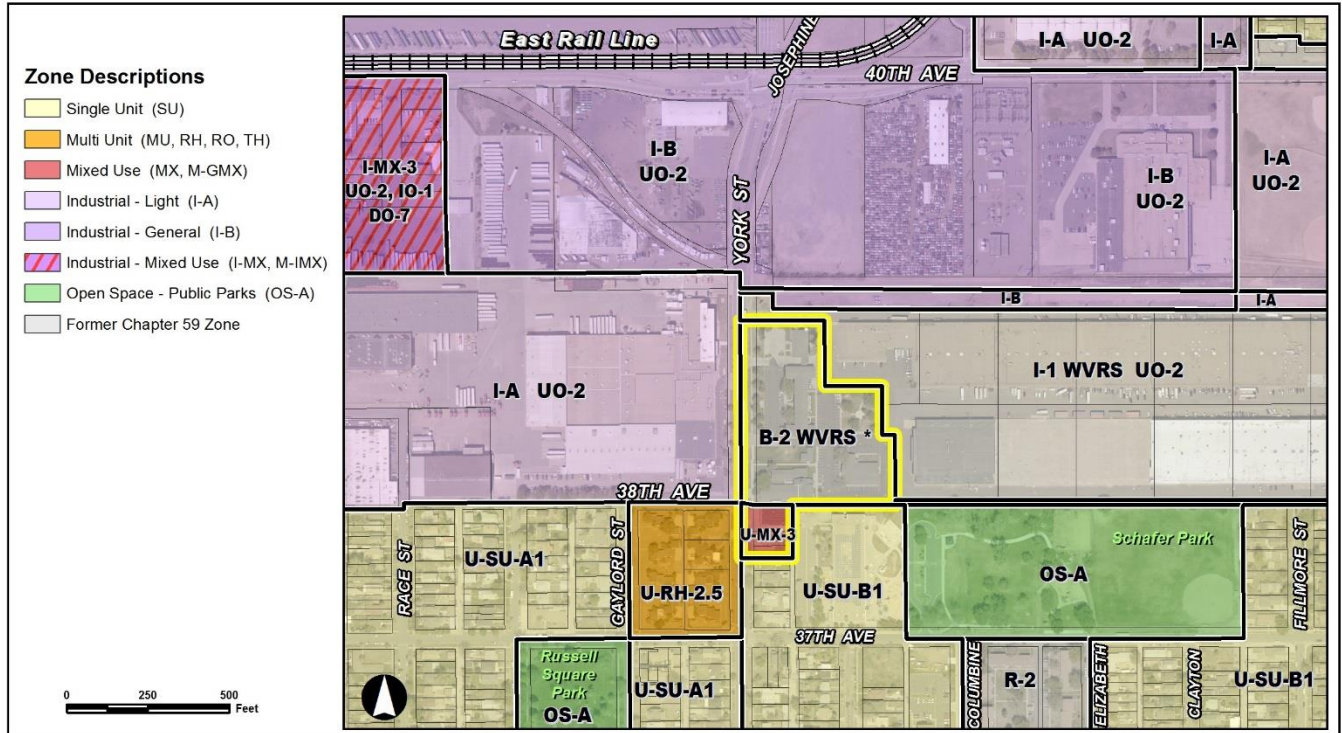 Zone Descriptions
Single Unit (SU)
Multi Unit (MU, RH, RO, TH)
Mixed Use (MX, M-GMX)
Industrial - Light (I-A)
Industrial - General (I-B)
Industrial - Mixed Use (I-MX, M-IMX)
Open Space - Public Parks (OS-A)
Former Chapter 59 Zone
0 250 500
Feet
East Rail Line
JOSEPHINE
I-A UO-2
I-A
40TH AVE
I-MX-3
UO-2, IO-1
DO-7
I-B
UO-2
YORK ST
I-B
UO-2
I-A
UO-2
I-B
I-A
I-A UO-2
B-2 WVRS *
I-1 WVRS UO-2
38TH AVE
RACE ST
U-SU-A1
GAYLORD ST
U-RH-2.5
U-MX-3
U-SU-B1
Schafer Park
OS-A
FILLMORE ST
37TH AVE
Russell
Square
Park
OS-A
U-SU-A1
COLUMBINE
R-2
ELIZABETH
CLAYTON
U-SU-B1